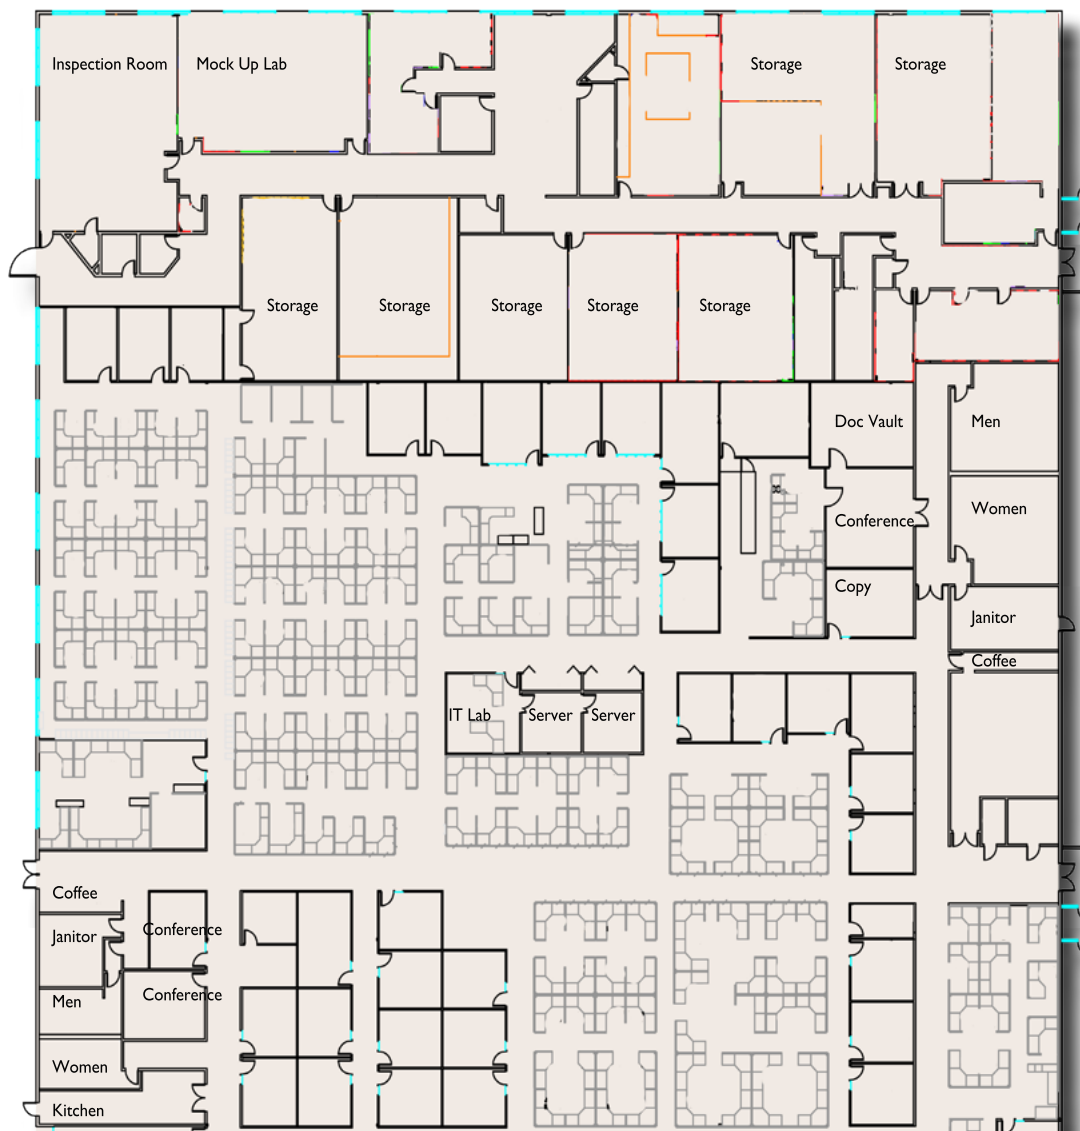 Inspection Room
Mock Up Lab
Storage
Storage
Storage
Storage
Storage
Storage
Storage
Doc Vault
Men
Women
Conference
Copy
Janitor
Coffee
IT Lab
Server
Server
Coffee
Conference
Janitor
Conference
Men
Women
Kitchen